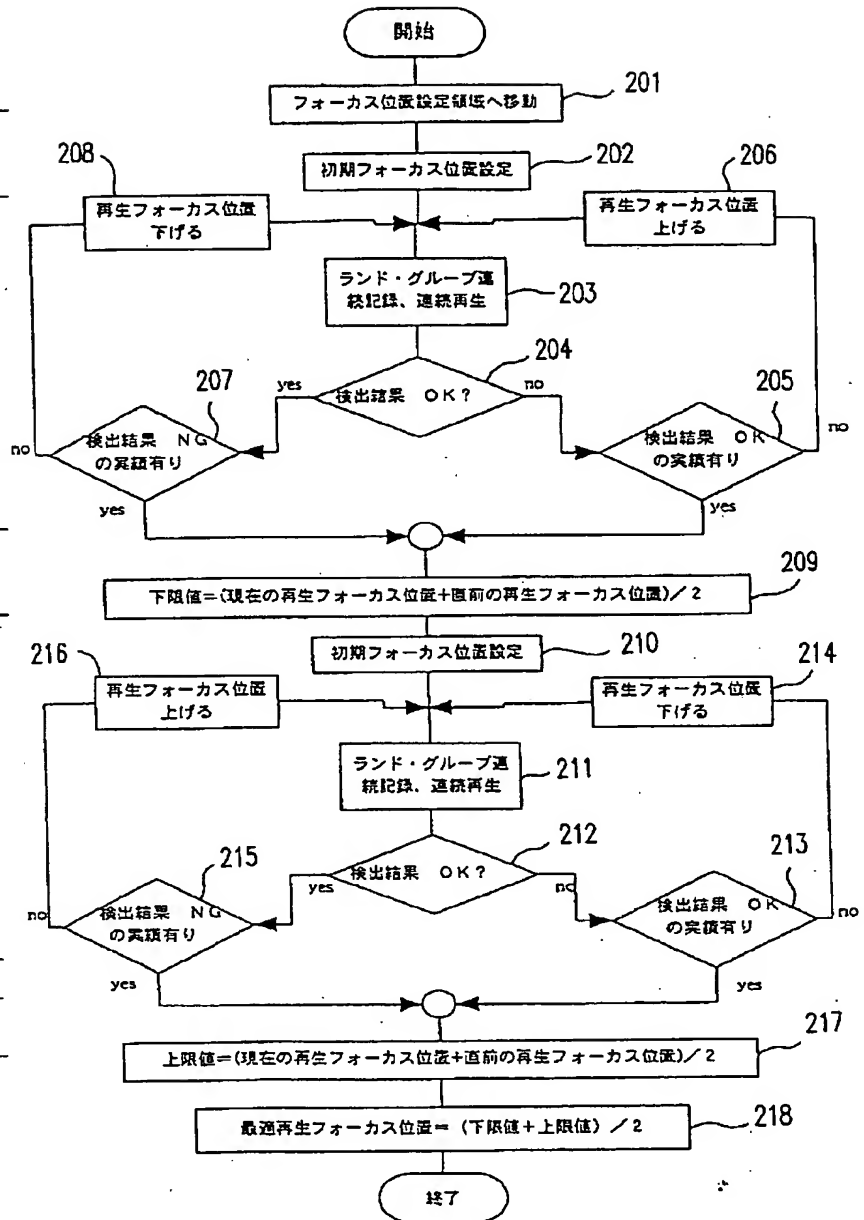 開始
201
フォーカス位置設定領域へ移動
208
202
206
初期フォーカス位置設定
再生フォーカス位置
下げる
再生フォーカス位置
上げる
ランド・グルーブ連
続記録、連続再生
203
204
207
yes
検出結果 OK?
no
205
no
検出結果 NG
の実績有り
検出結果 OK
の実績有り
no
yes
yes
209
下限値=(現在の再生フォーカス位置+直前の再生フォーカス位置)/2
216
初期フォーカス位置設定
210
214
再生フォーカス位置
上げる
再生フォーカス位置
下げる
ランド・グルーブ連
続記録、連続再生
211
212
215
yes
検出結果 OK?
no
213
no
検出結果 NG
の実績有り
検出結果 OK
の実績有り
no
yes
yes
217
上限値=(現在の再生フォーカス位置+直前の再生フォーカス位置)/2
218
最適再生フォーカス位置= (下限値+上限値) /2
終了